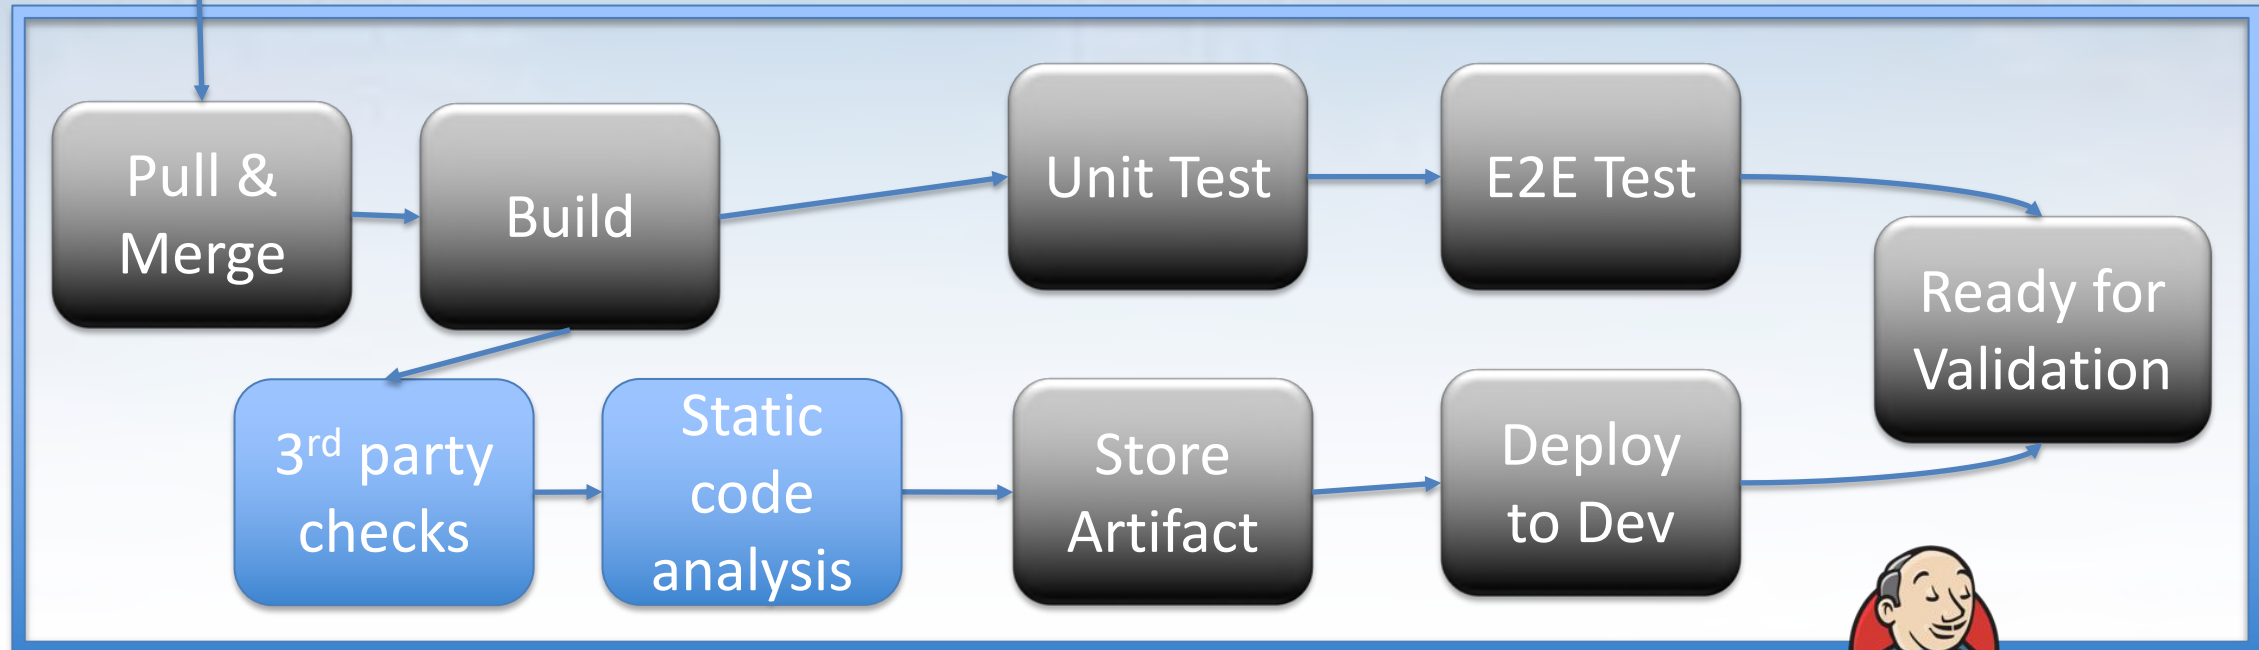 Pull &
Merge
Build
Unit Test
E2E Test
Ready for
Validation
3rd party
checks
Static
code
analysis
Store
Artifact
Deploy
to Dev